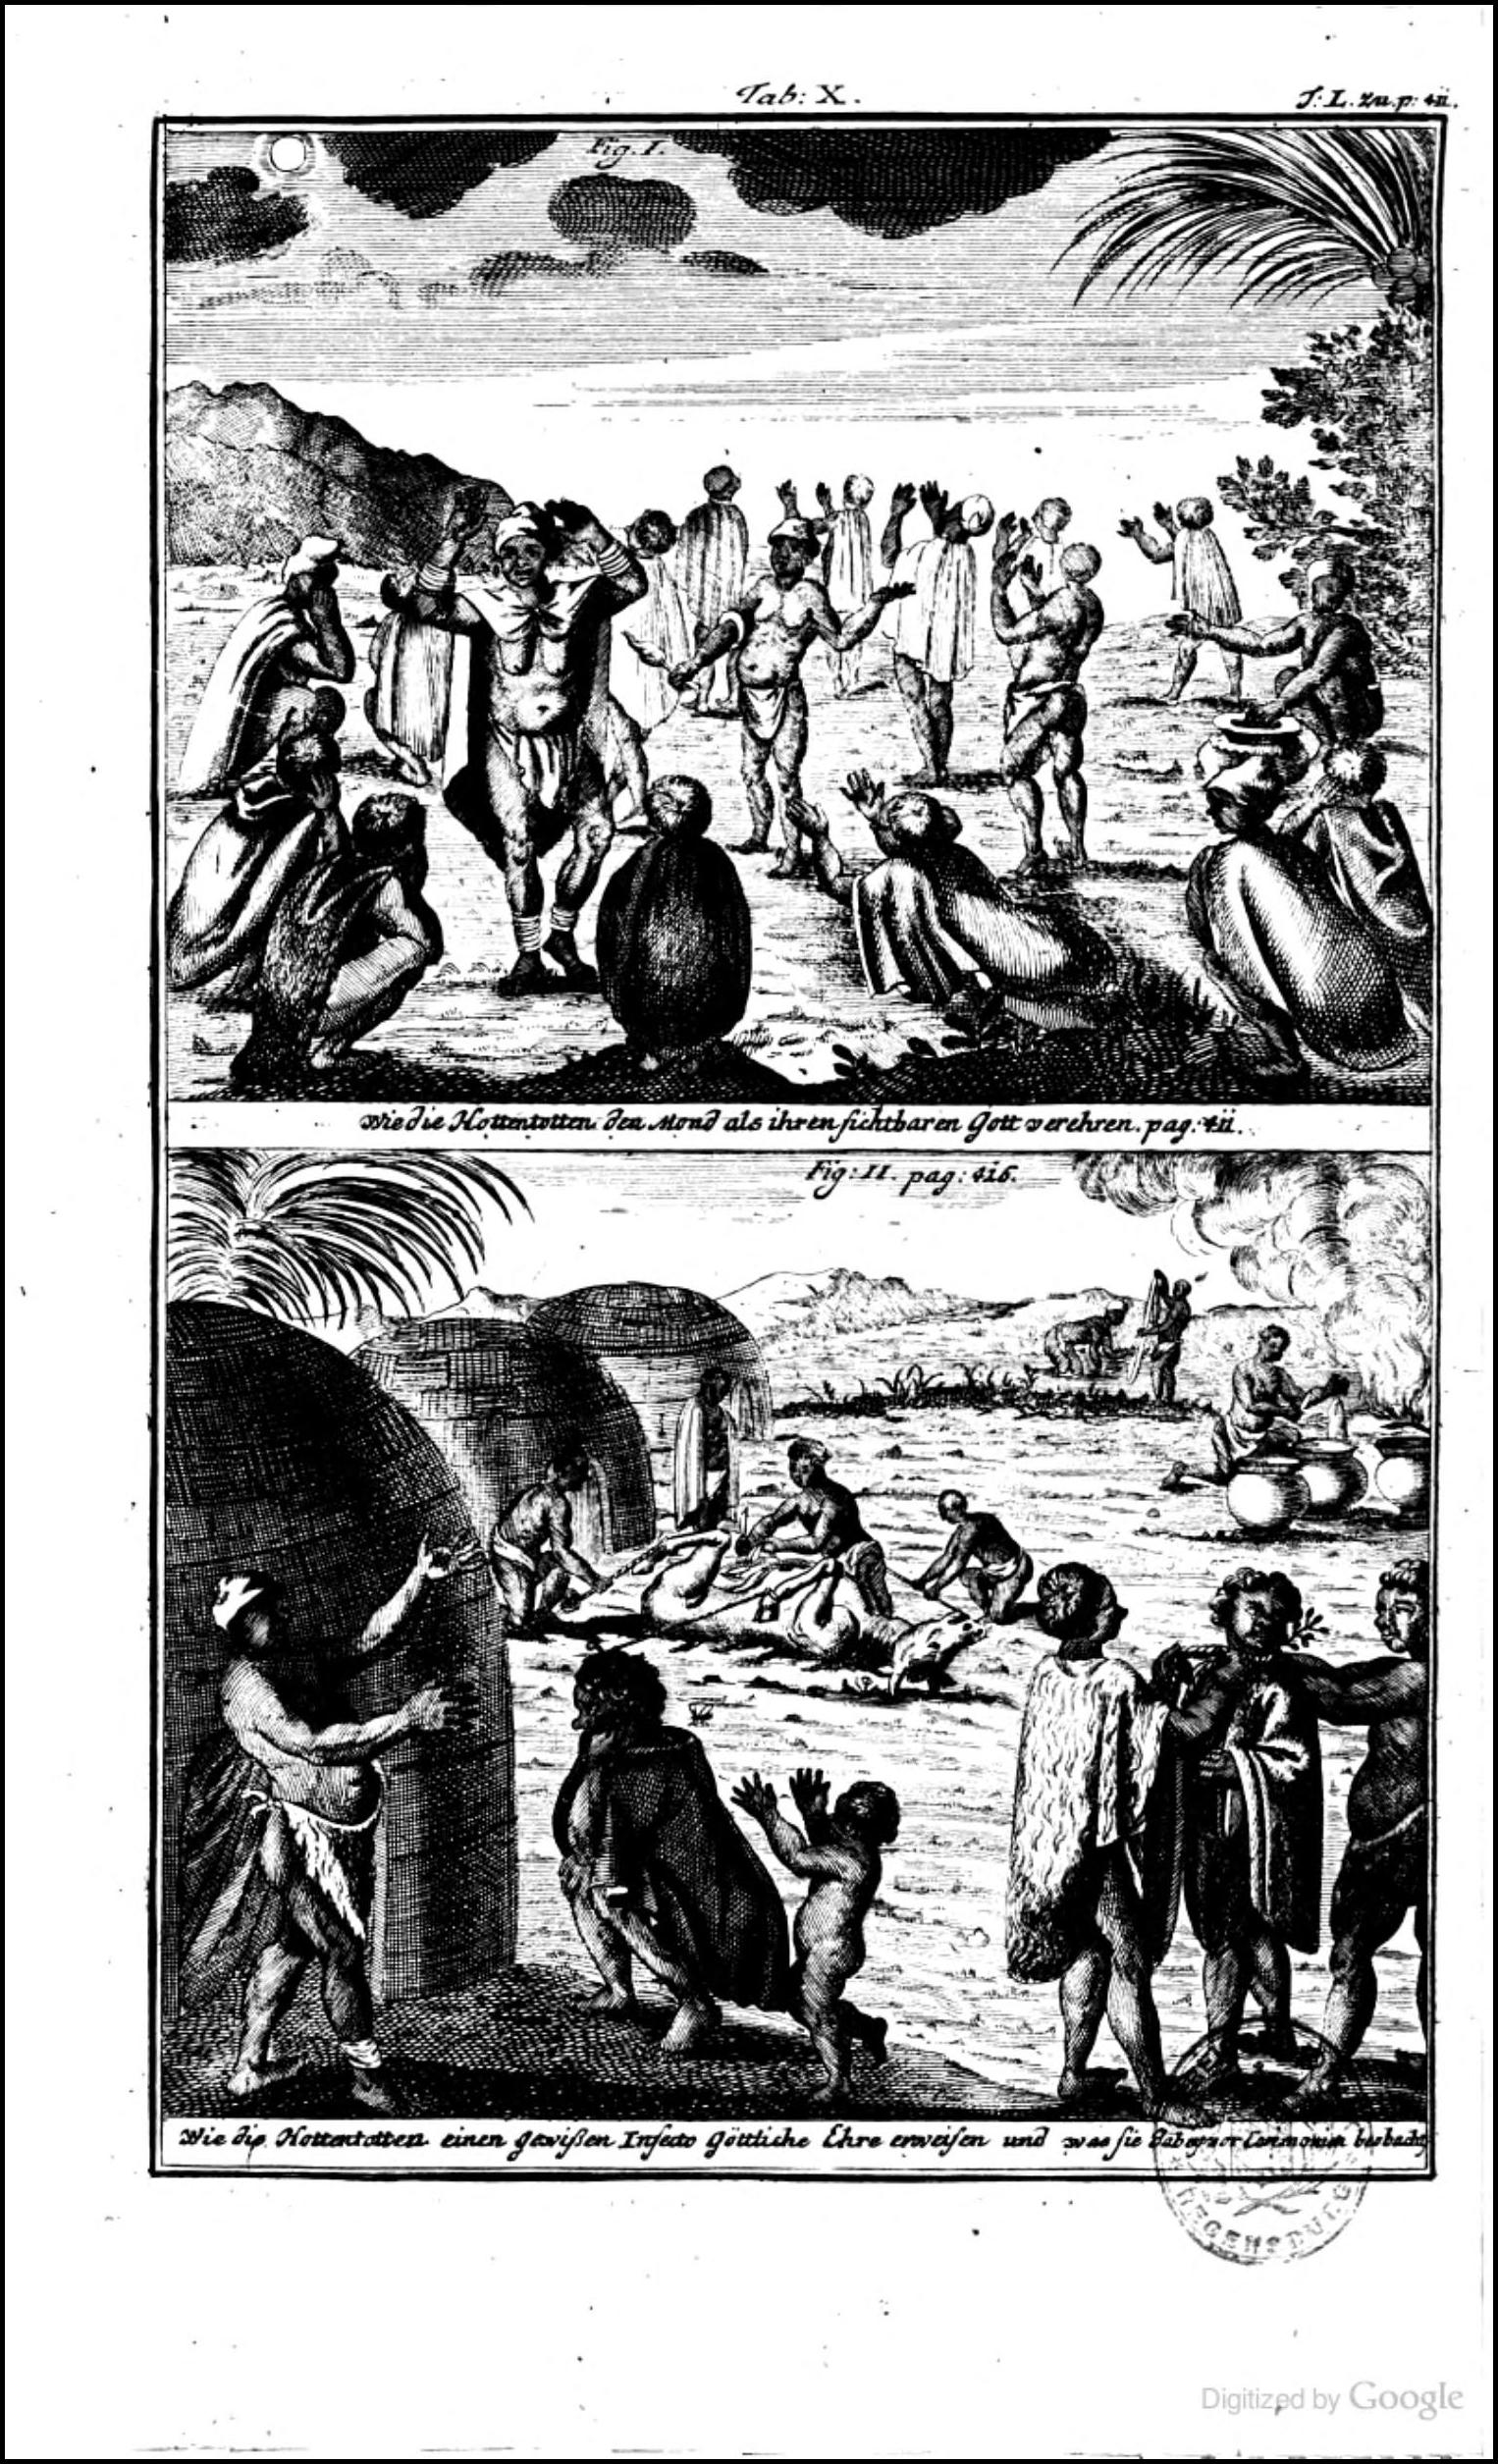 Tab: X.
T: I. zu. p: 411.
Fig. I.
Wie die Hottentotten den Mond als ihren sichtbaren Gott verehren. pag: 411.
Fig: II. pag: 416.
Wie die Hottentotten einen gewißen Insecto Göttliche Ehre erweisen und was sie dabey vor Ceremonien beobacht
REGENSBURG
Digitized by Google